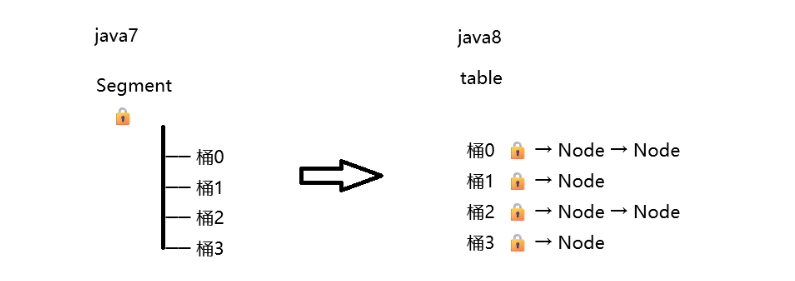 java7
Segment
桶0
桶1
桶2
桶3
java8
table
桶0 🔒 → Node → Node
桶1 🔒 → Node
桶2 🔒 → Node → Node
桶3 🔒 → Node